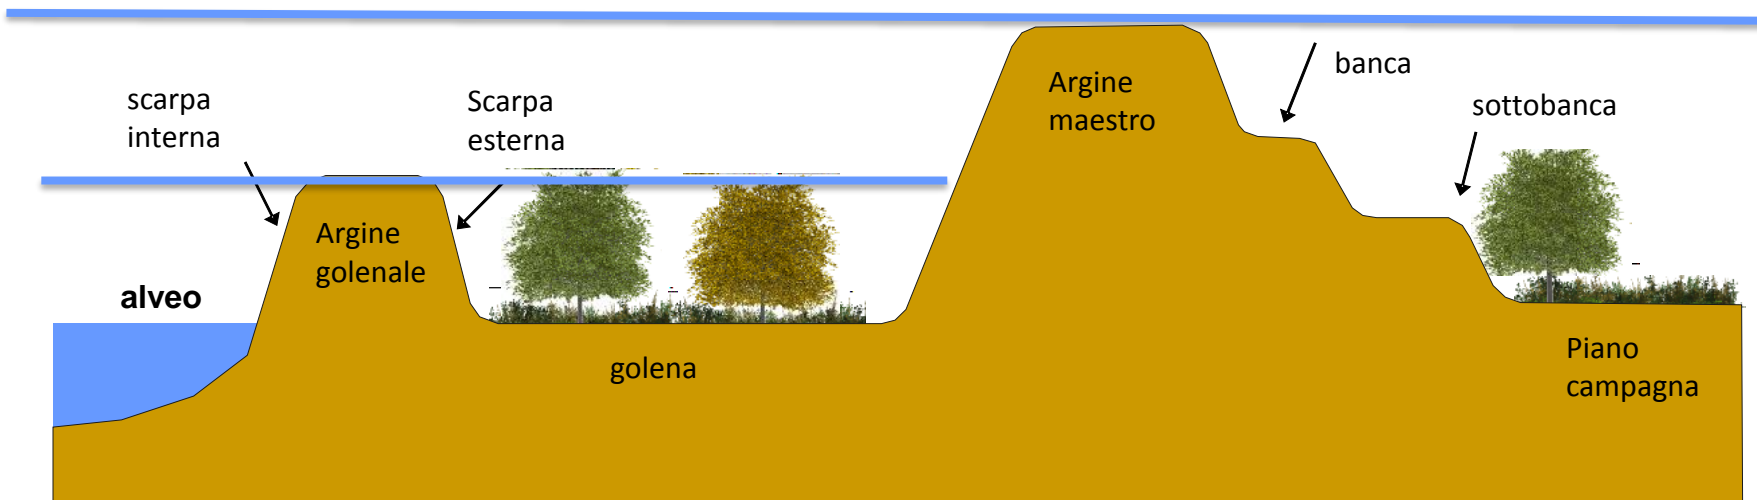 scarpa
interna
Scarpa
esterna
Argine
maestro
banca
sottobanca
Argine
golenale
alveo
golena
Piano
campagna